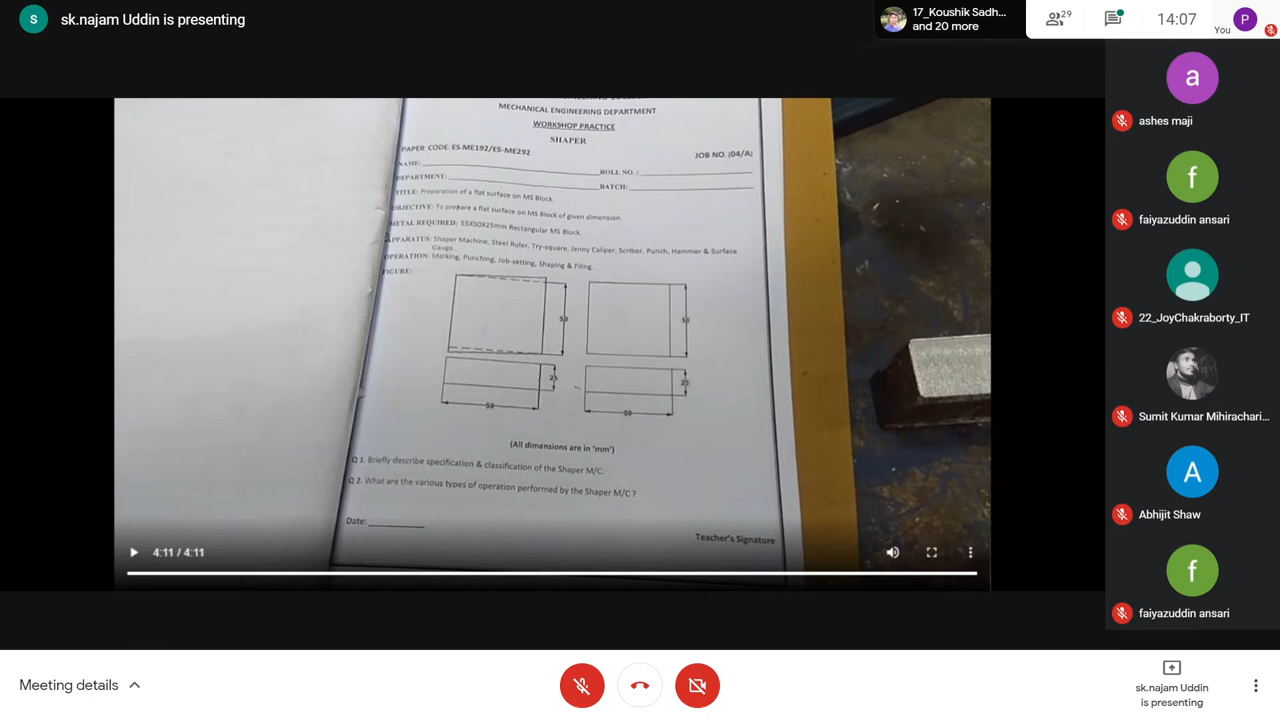 S
sk.najam Uddin is presenting
17_Koushik Sadh...
and 20 more
29
14:07
You
P
a
ashes maji
f
faiyazuddin ansari
22_JoyChakraborty_IT
Sumit Kumar Mihirachari...
A
Abhijit Shaw
f
faiyazuddin ansari
MECHANICAL ENGINEERING DEPARTMENT
WORKSHOP PRACTICE
SHAPER
PAPER CODE: ES-ME192/ES-ME292
JOB NO. (04/A)
NAME:
ROLL NO. :
DEPARTMENT:
BATCH:
TITLE: Preparation of a flat surface on MS Block.
OBJECTIVE: To prepare a flat surface on MS Block of given dimension.
METAL REQUIRED: 55X50X25mm Rectangular MS Block.
APPARATUS: Shaper Machine, Steel Ruler, Try-square, Jenny Caliper, Scriber, Punch, Hammer & Surface
Gauge.
OPERATION: Marking, Punching, Job-setting, Shaping & Filing.
FIGURE:
25
25
50
50
(All dimensions are in 'mm')
Q 1. Briefly describe specification & classification of the Shaper M/C.
Q 2. What are the various types of operation performed by the Shaper M/C ?
Date:
Teacher's Signature
4:11 / 4:11
Meeting details
sk.najam Uddin
is presenting